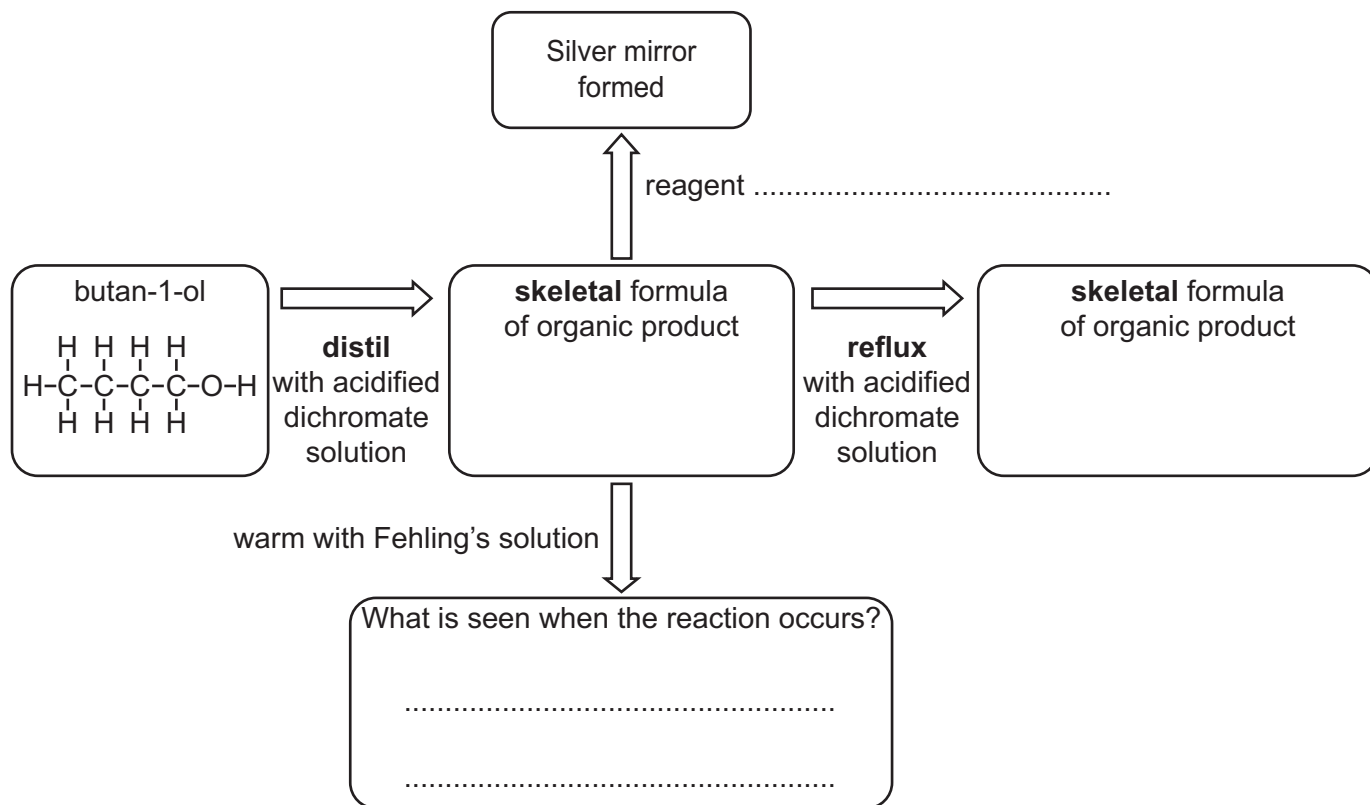 Silver mirror
formed
reagent ............................................
butan-1-ol
H H H H
H–C–C–C–C–O–H
H H H H
distil
with acidified
dichromate
solution
skeletal formula
of organic product
reflux
with acidified
dichromate
solution
skeletal formula
of organic product
warm with Fehling’s solution
What is seen when the reaction occurs?
.....................................................
.....................................................